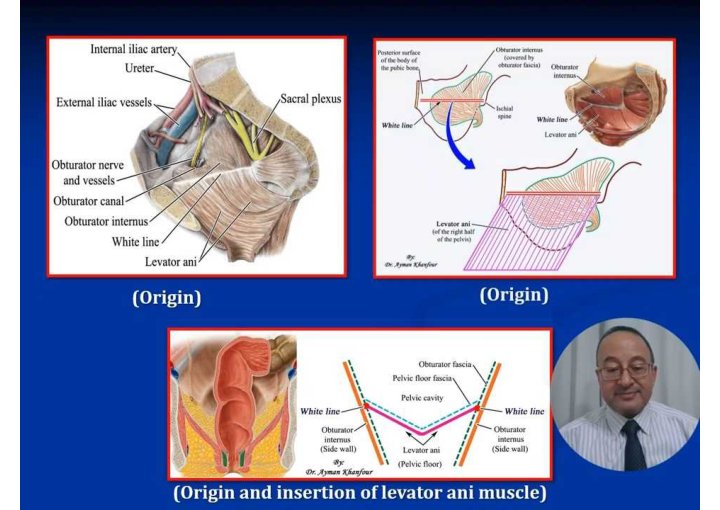 Internal iliac artery
Ureter
External iliac vessels
Sacral plexus
Obturator nerve
and vessels
Obturator canal
Obturator internus
White line
Levator ani
(Origin)
Posterior surface
of the body of
the pubic bone
Obturator internus
(covered by
obturator fascia)
Ischial
spine
White line
Obturator
internus
White line
Levator ani
Levator ani
(of the right half
of the pelvis)
By:
Dr. Ayman Khanfour
(Origin)
Obturator fascia
Pelvic floor fascia
Pelvic cavity
White line
White line
Obturator
internus
(Side wall)
Obturator
internus
(Side wall)
Levator ani
(Pelvic floor)
By:
Dr. Ayman Khanfour
(Origin and insertion of levator ani muscle)